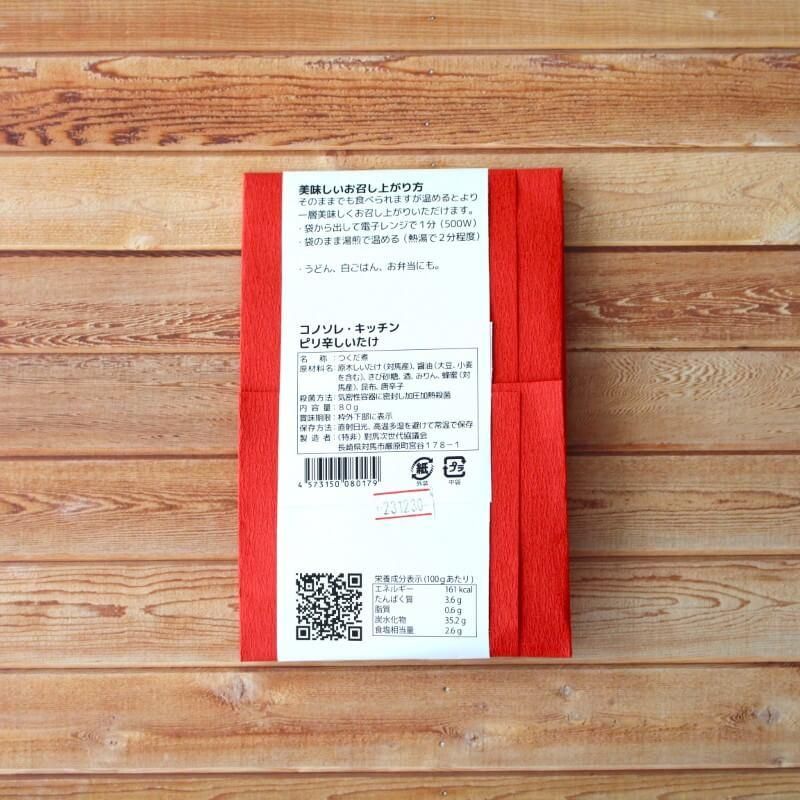 美味しいお召し上がり方
そのままでも食べられますが温めるとより
一層美味しくお召し上がりいただけます。
・袋から出して電子レンジで1分（500W）
・袋のまま湯煎で温める（熱湯で2分程度）
・うどん、白ごはん、お弁当にも。
コノソレ・キッチン
ピリ辛しいたけ
名 称：つくだ煮
原材料名：原木しいたけ（対馬産）、醤油（大豆、小麦
を含む）、きび砂糖、酒、みりん、蜂蜜（対
馬産）、昆布、唐辛子
殺菌方法：気密性容器に密封し加圧加熱殺菌
内 容 量：80g
賞味期限：枠外下部に表示
保存方法：直射日光、高温多湿を避けて常温で保存
製 造 者：（特非）對馬次世代協議会
長崎県対馬市厳原町宮谷178-1
4 573150 080179
紙
外装
プラ
中袋
231230
栄養成分表示（100gあたり）
エネルギー 161 kcal
たんぱく質 3.6 g
脂質 0.6 g
炭水化物 35.2 g
食塩相当量 2.6 g